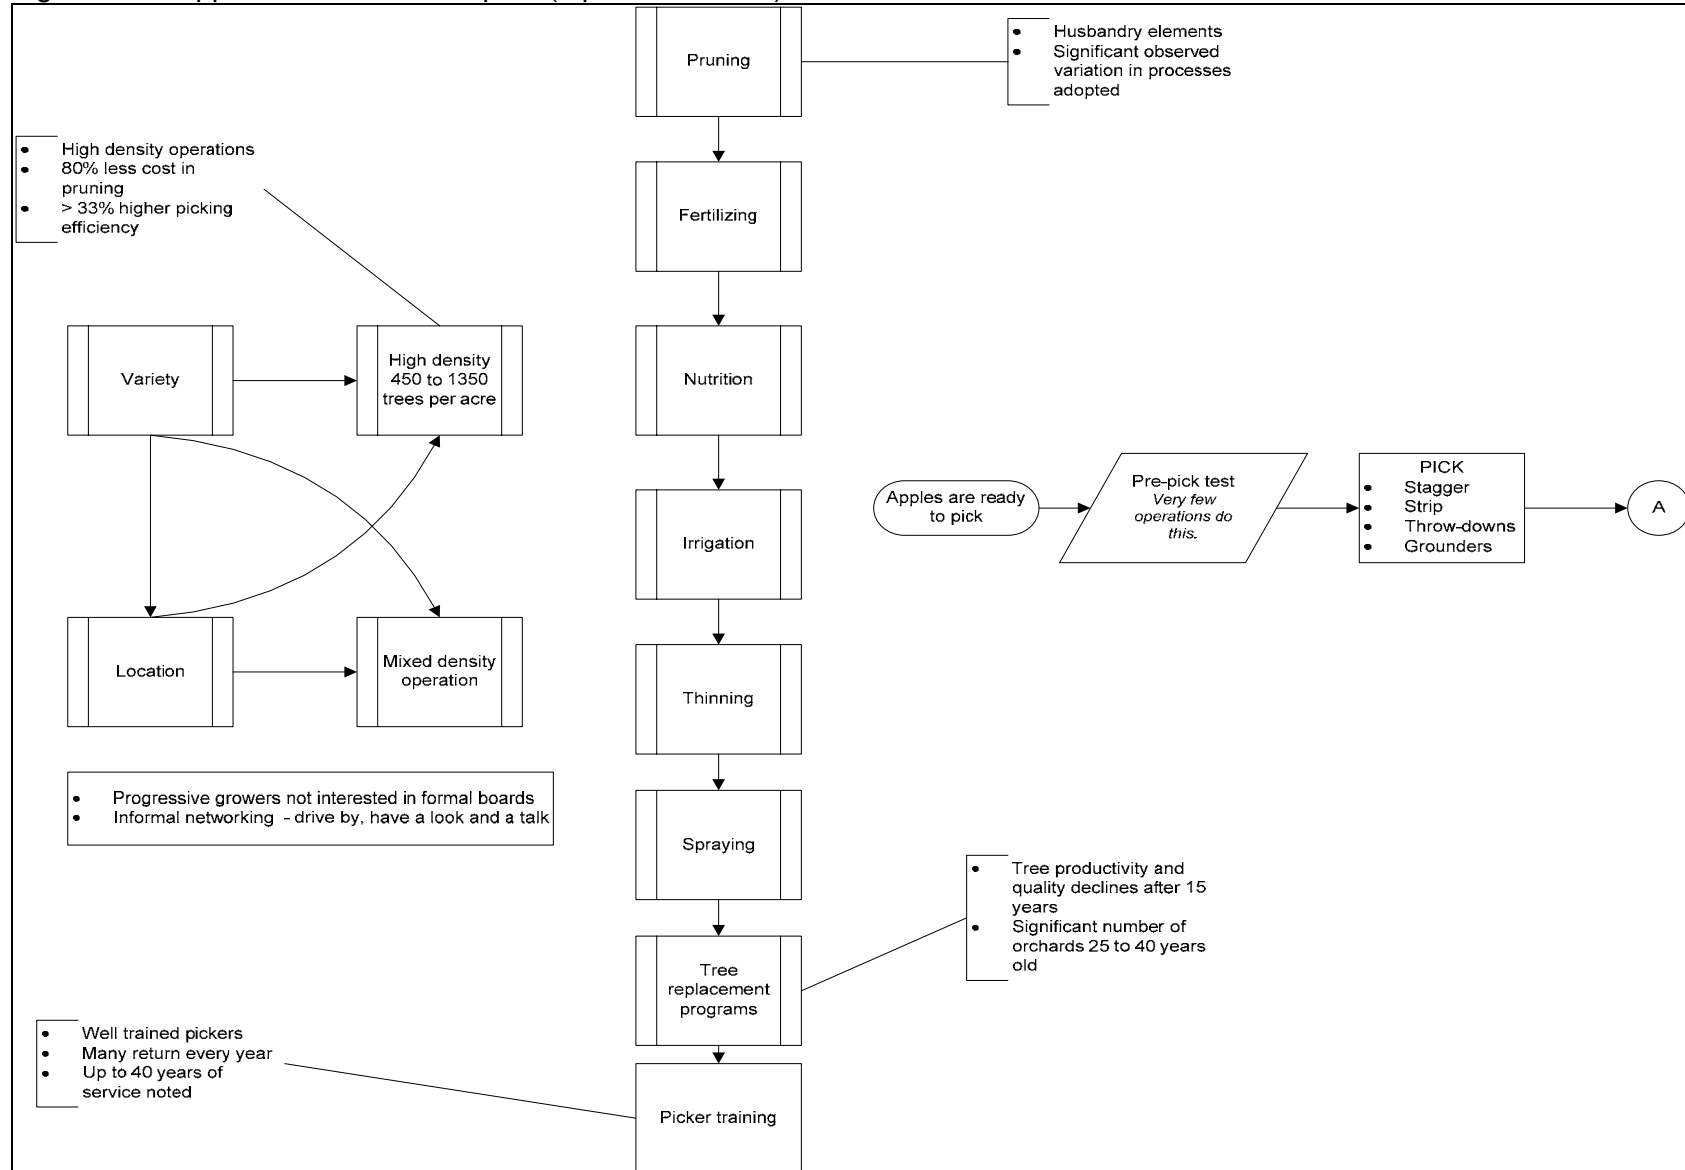 Pruning
• Husbandry elements
• Significant observed
variation in processes
adopted
• High density operations
• 80% less cost in
pruning
• > 33% higher picking
efficiency
Fertilizing
Variety
High density
450 to 1350
trees per acre
Nutrition
Apples are ready
to pick
Pre-pick test
Very few
operations do
this.
PICK
• Stagger
• Strip
• Throw-downs
• Grounders
A
Irrigation
Location
Mixed density
operation
Thinning
• Progressive growers not interested in formal boards
• Informal networking - drive by, have a look and a talk
Spraying
• Tree productivity and
quality declines after 15
years
• Significant number of
orchards 25 to 40 years
old
Tree
replacement
programs
• Well trained pickers
• Many return every year
• Up to 40 years of
service noted
Picker training